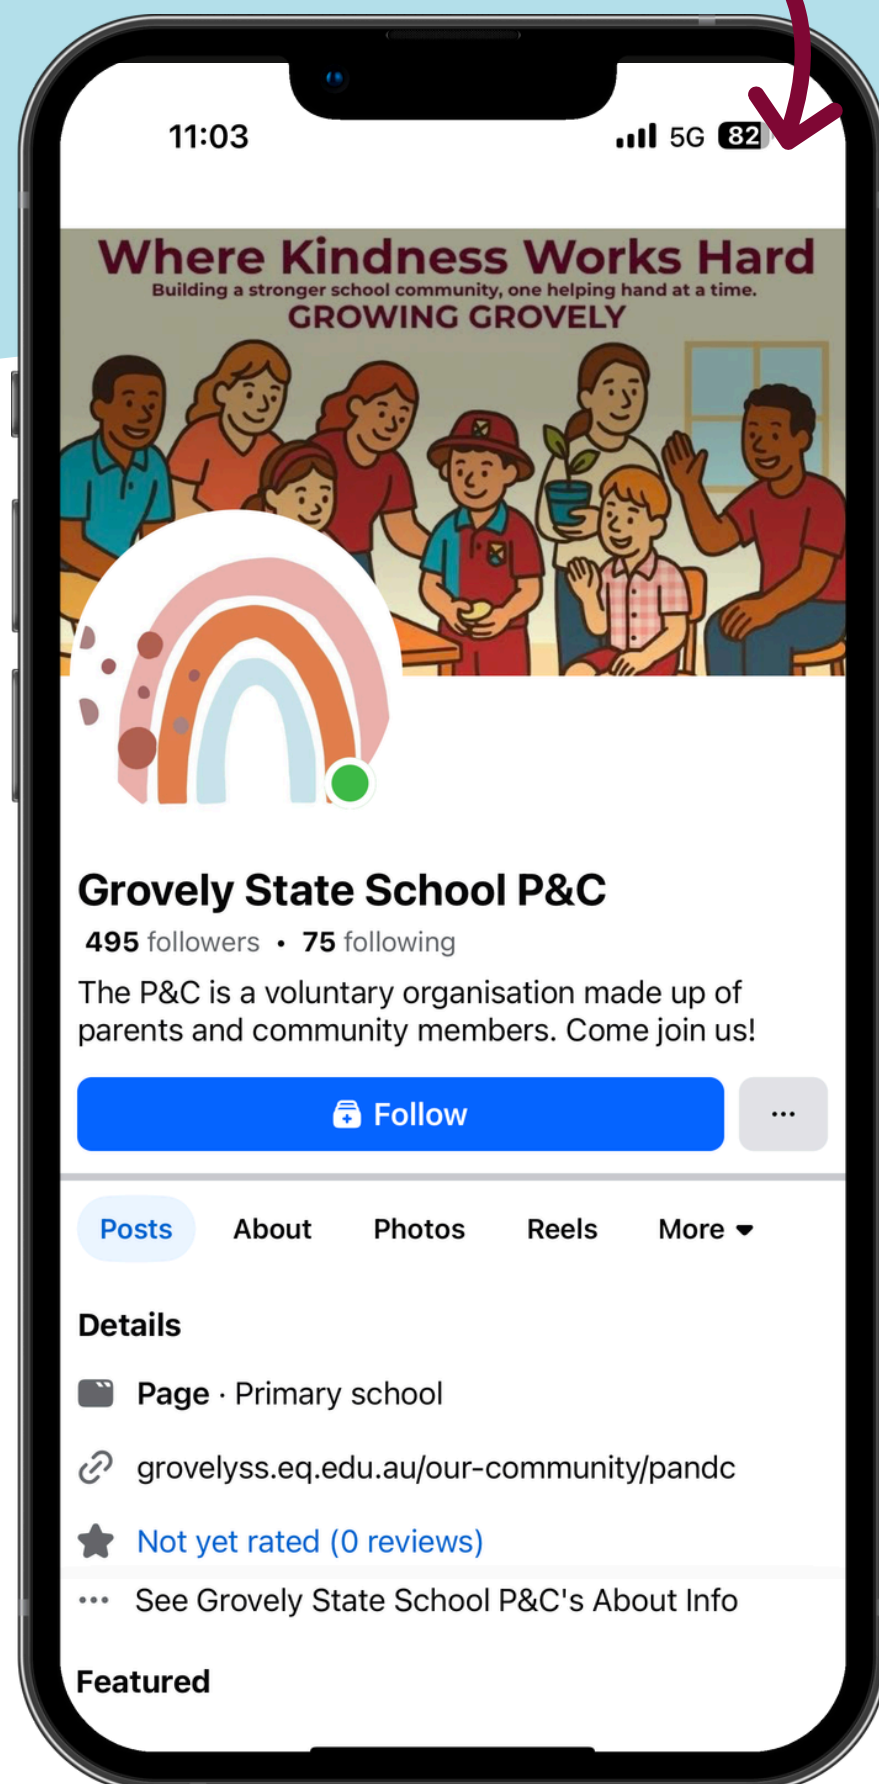 11:03 5G 82
Where Kindness Works Hard
Building a stronger school community, one helping hand at a time.
GROWING GROVELY
Grovely State School P&C
495 followers • 75 following
The P&C is a voluntary organisation made up of
parents and community members. Come join us!
Follow ...
Posts About Photos Reels More
Details
Page · Primary school
grovelyss.eq.edu.au/our-community/pandc
Not yet rated (0 reviews)
... See Grovely State School P&C's About Info
Featured